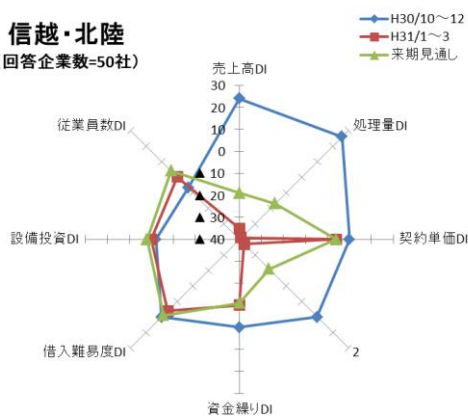 信越・北陸
回答企業数=50社）
H30/10～12
H31/1～3
来期見通し
売上高DI
処理量DI
契約単価DI
2
資金繰りDI
借入難易度DI
設備投資DI
従業員数DI
30
20
10
0
▲ 10
▲ 20
▲ 30
▲ 40